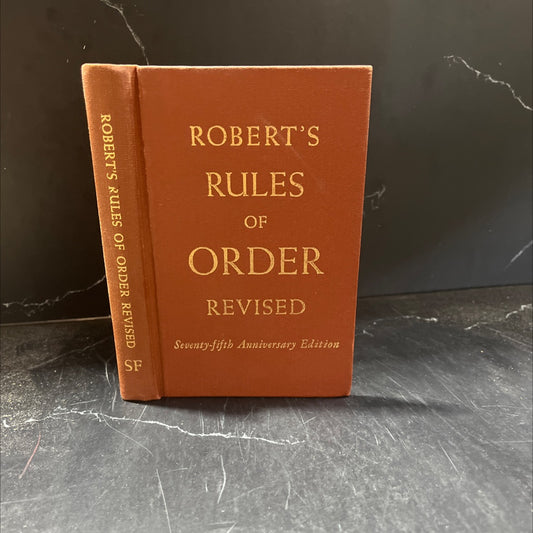 ROBERT'S RULES OF ORDER REVISED
SF
ROBERT'S
RULES
OF
ORDER
REVISED
Seventy-fifth Anniversary Edition